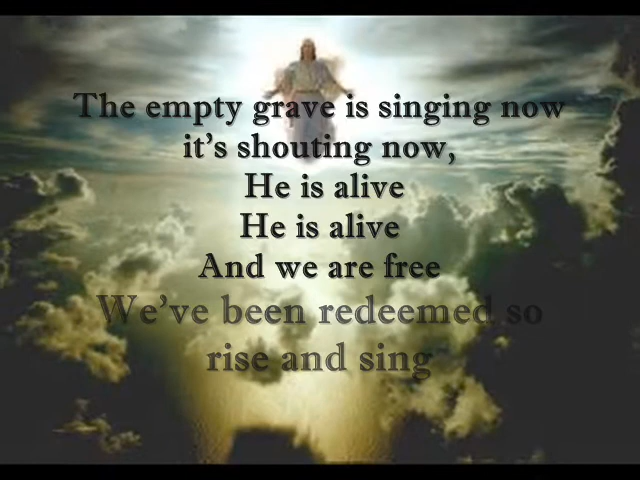 The empty grave is singing now
it's shouting now,
He is alive
He is alive
And we are free
We've been redeemed so
rise and sing